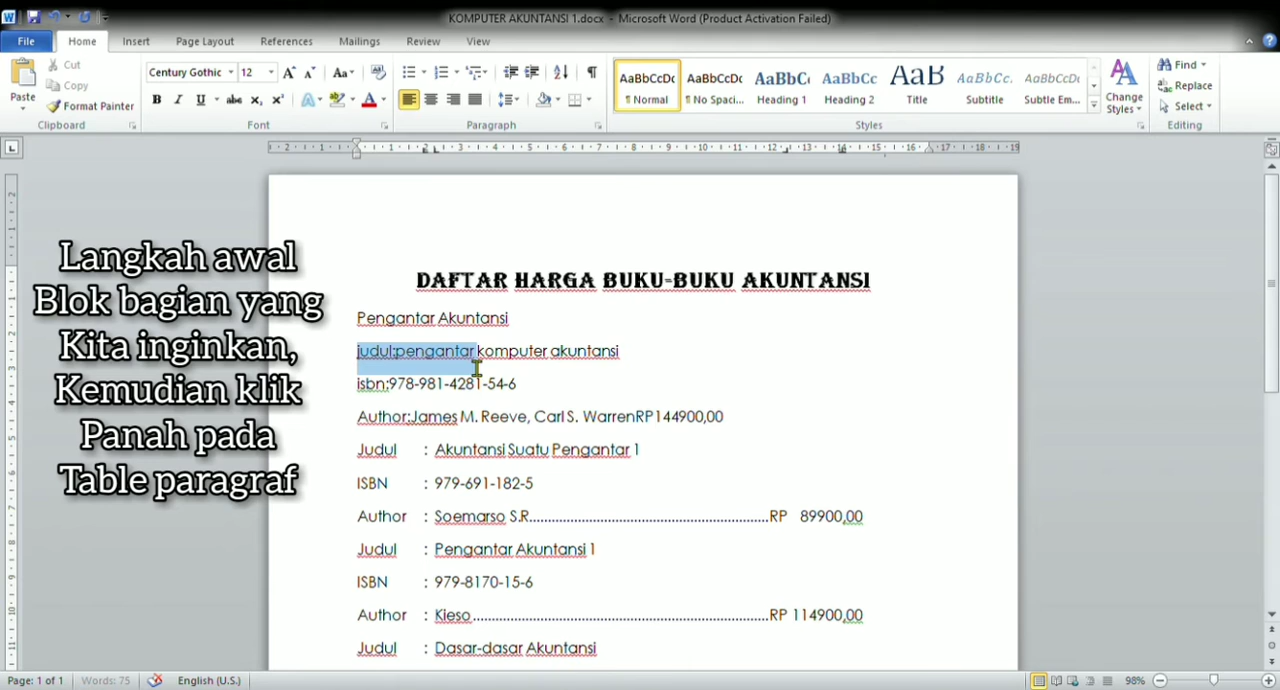 KOMPUTER AKUNTANSI 1.docx - Microsoft Word (Product Activation Failed)
File Home Insert Page Layout References Mailings Review View
Cut
Copy
Format Painter
Paste
Clipboard
Century Gothic 12
Font
Paragraph
AaBbCcDc AaBbCcDc AaBbC AaBbCc AaB AaBbCcL AaBbCcDc
¶ Normal ¶ No Spaci... Heading 1 Heading 2 Title Subtitle Subtle Em...
Styles
Change Styles
Find
Replace
Select
Editing
Langkah awal
Blok bagian yang
Kita inginkan,
Kemudian klik
Panah pada
Table paragraf
DAFTAR HARGA BUKU-BUKU AKUNTANSI
Pengantar Akuntansi
judul;pengantar komputer akuntansi
isbn;978-981-4281-54-6
Author;James M. Reeve, Carl S. WarrenRP144900,00
Judul : Akuntansi Suatu Pengantar 1
ISBN : 979-691-182-5
Author : Soemarso S.R......................................................................RP 89900,00
Judul : Pengantar Akuntansi 1
ISBN : 979-8170-15-6
Author : Kieso....................................................................................RP 114900,00
Judul : Dasar-dasar Akuntansi
Page: 1 of 1 Words: 75 English (U.S.) 98%